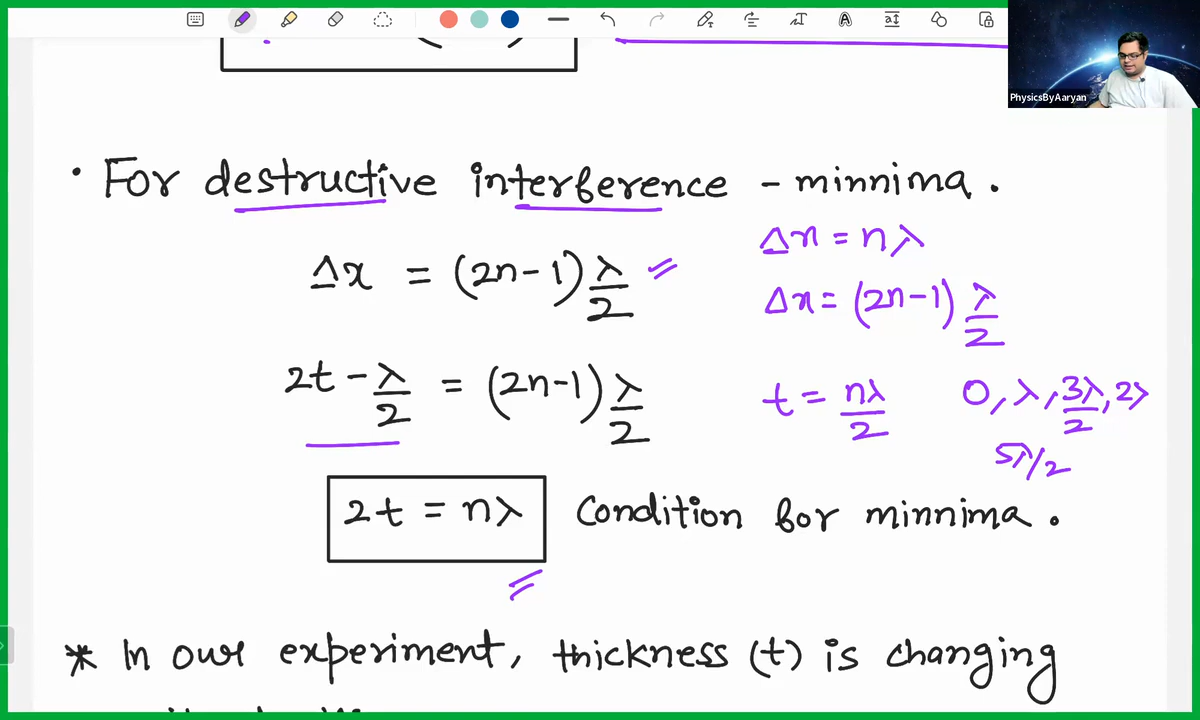 PhysicsByAaryan
• For destructive interference - minnima.
Δx = (2n-1) λ/2
Δx = nλ
Δx = (2n-1) λ/2
2t - λ/2 = (2n-1) λ/2
t = nλ/2
0, λ, 3λ/2, 2λ
5λ/2
2t = nλ Condition for minnima.
* In our experiment, thickness (t) is changing